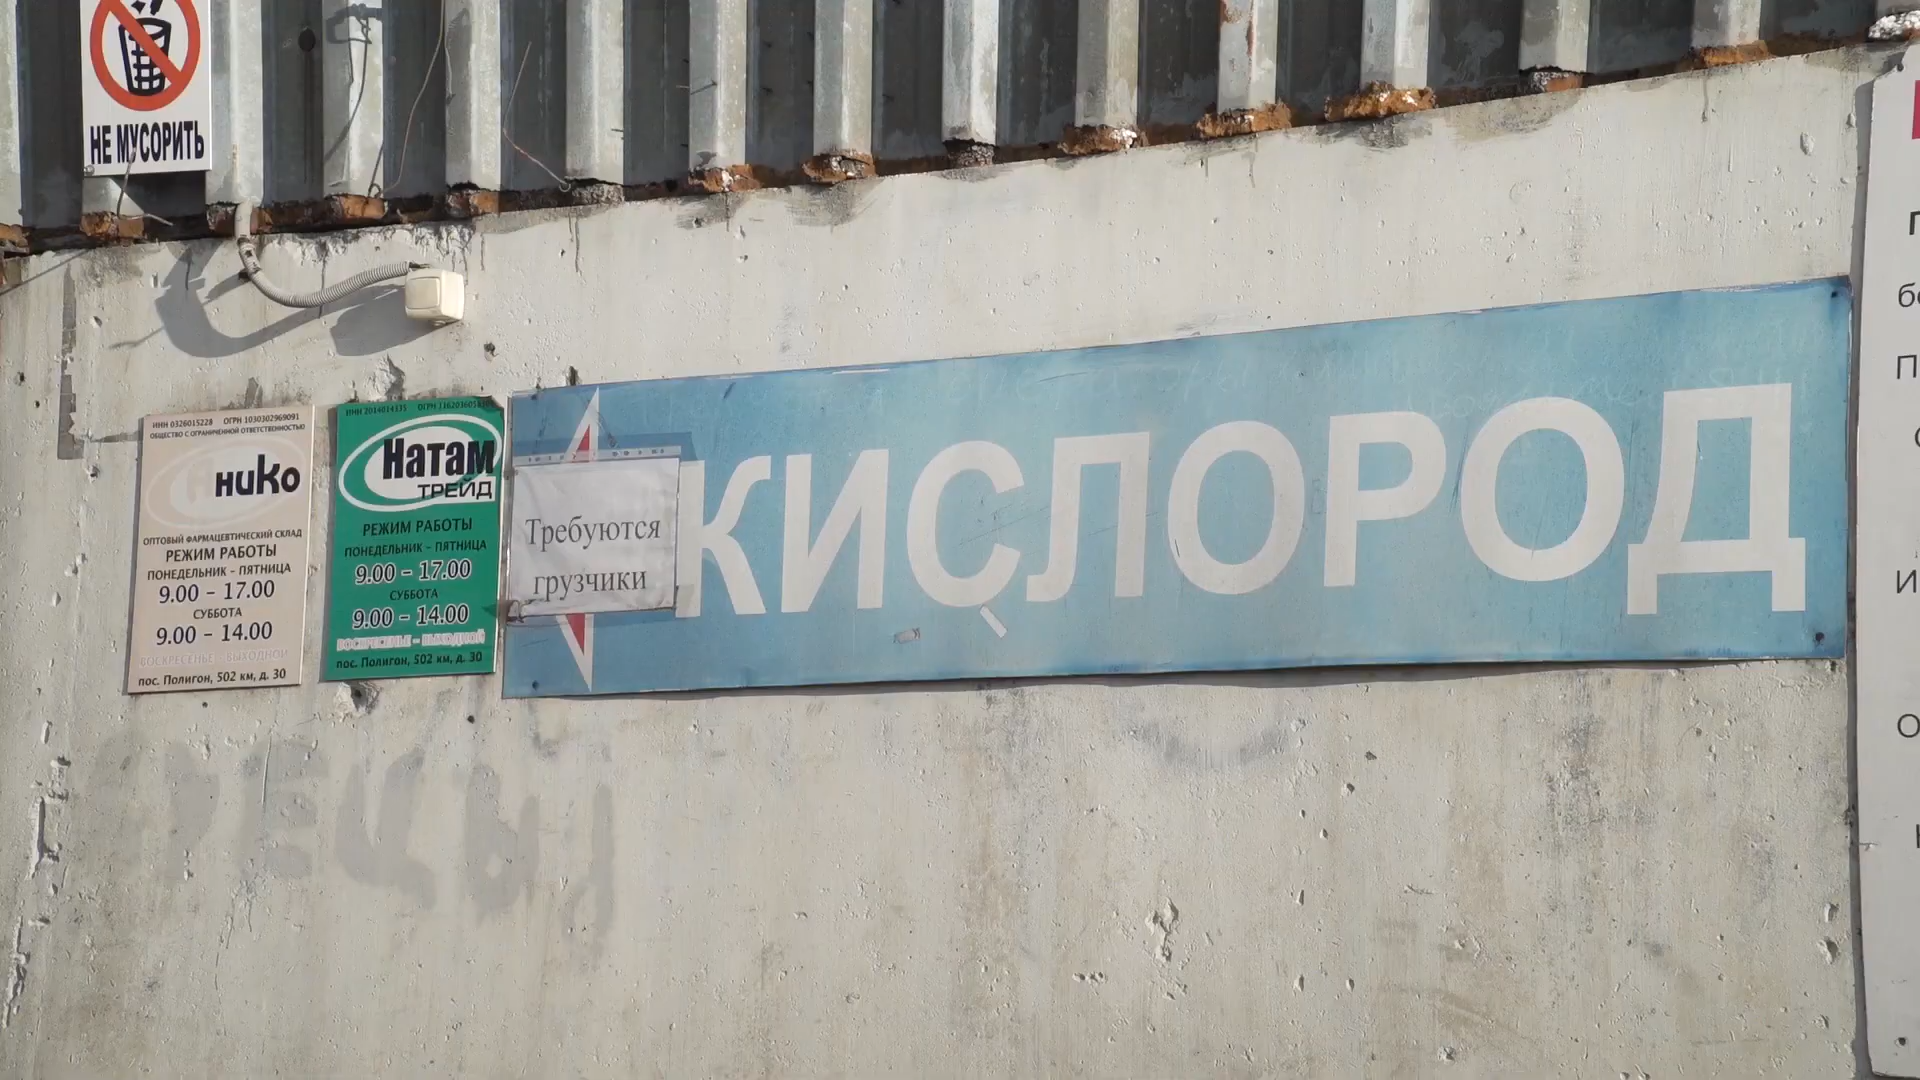 НЕ МУСОРИТЬ
ИНН 0326015228 ОГРН 1030302969091
ОБЩЕСТВО С ОГРАНИЧЕННОЙ ОТВЕТСТВЕННОСТЬЮ
нико
ОПТОВЫЙ ФАРМАЦЕВТИЧЕСКИЙ СКЛАД
РЕЖИМ РАБОТЫ
ПОНЕДЕЛЬНИК – ПЯТНИЦА
9.00 – 17.00
СУББОТА
9.00 – 14.00
ВОСКРЕСЕНЬЕ – ВЫХОДНОЙ
пос. Полигон, 502 км, д. 30
ИНН 2014014335 ОГРН
Натам
ТРЕЙД
РЕЖИМ РАБОТЫ
ПОНЕДЕЛЬНИК – ПЯТНИЦА
9.00 – 17.00
СУББОТА
9.00 – 14.00
ВОСКРЕСЕНЬЕ – ВЫХОДНОЙ
пос. Полигон, 502 км, д. 30
Требуются
грузчики
КИСЛОРОД